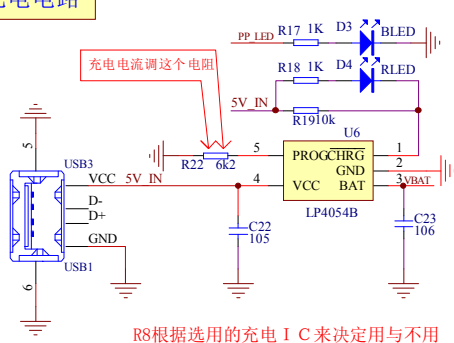 充电电路
R17 1K D3 BLED
PP_LED
R18 1K D4 RLED
充电电流调这个电阻
5V_IN
R19 10k
U6
R22 6k2 5 PROG CHRG 1
GND 2
USB3 VCC 5V_IN 4 VCC BAT 3 VBAT
5
LP4054B
D-
D+
GND
C22
105
C23
106
USB1
6
R8根据选用的充电IC来决定用与不用